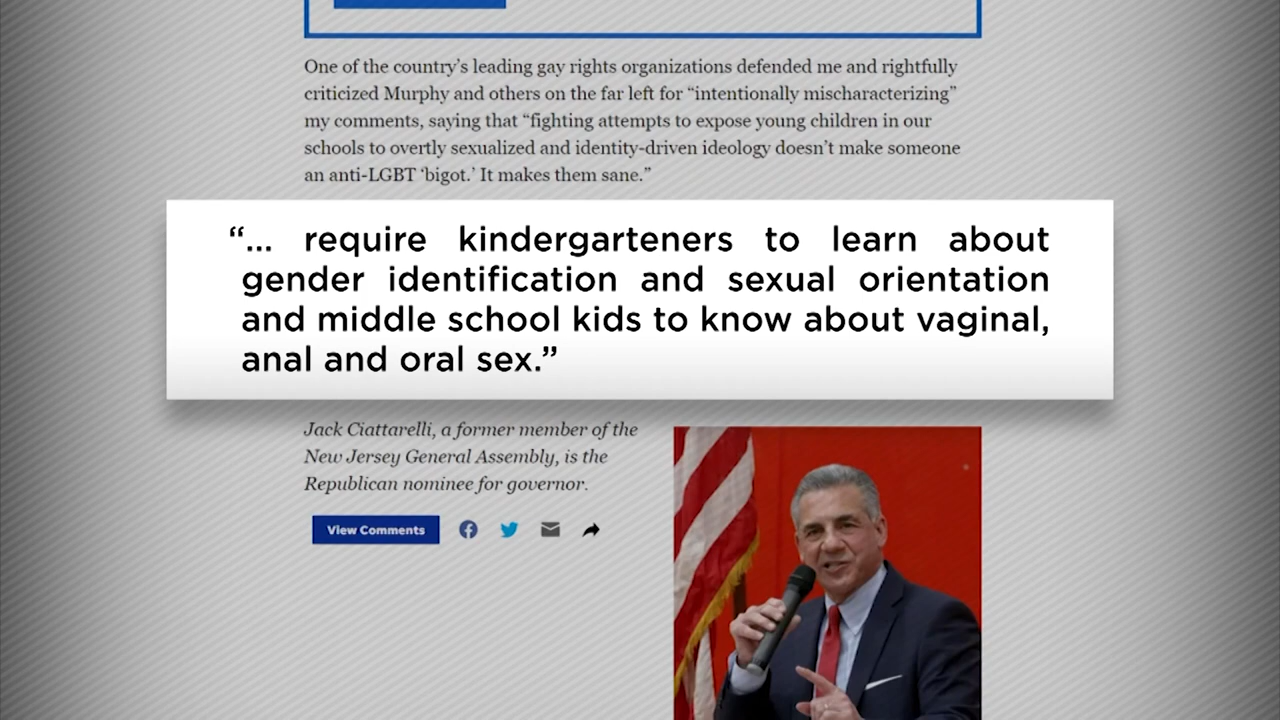 One of the country’s leading gay rights organizations defended me and rightfully
criticized Murphy and others on the far left for “intentionally mischaracterizing”
my comments, saying that “fighting attempts to expose young children in our
schools to overtly sexualized and identity-driven ideology doesn’t make someone
an anti-LGBT ‘bigot.’ It makes them sane.”
“... require kindergarteners to learn about
gender identification and sexual orientation
and middle school kids to know about vaginal,
anal and oral sex.”
Jack Ciattarelli, a former member of the
New Jersey General Assembly, is the
Republican nominee for governor.
View Comments